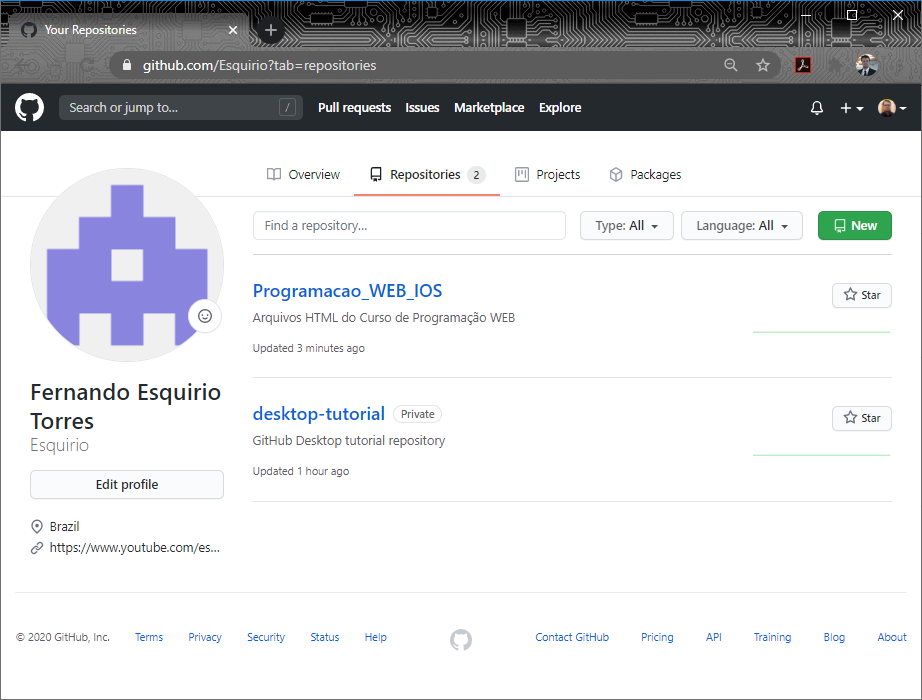 Your Repositories
github.com/Esquirio?tab=repositories
Search or jump to... / Pull requests Issues Marketplace Explore
Overview Repositories 2 Projects Packages
Find a repository... Type: All Language: All New
Programacao_WEB_IOS Star
Arquivos HTML do Curso de Programação WEB
Updated 3 minutes ago
Fernando Esquirio
Torres
Esquirio
Edit profile
Brazil
https://www.youtube.com/es...
desktop-tutorial Private Star
GitHub Desktop tutorial repository
Updated 1 hour ago
© 2020 GitHub, Inc. Terms Privacy Security Status Help Contact GitHub Pricing API Training Blog About